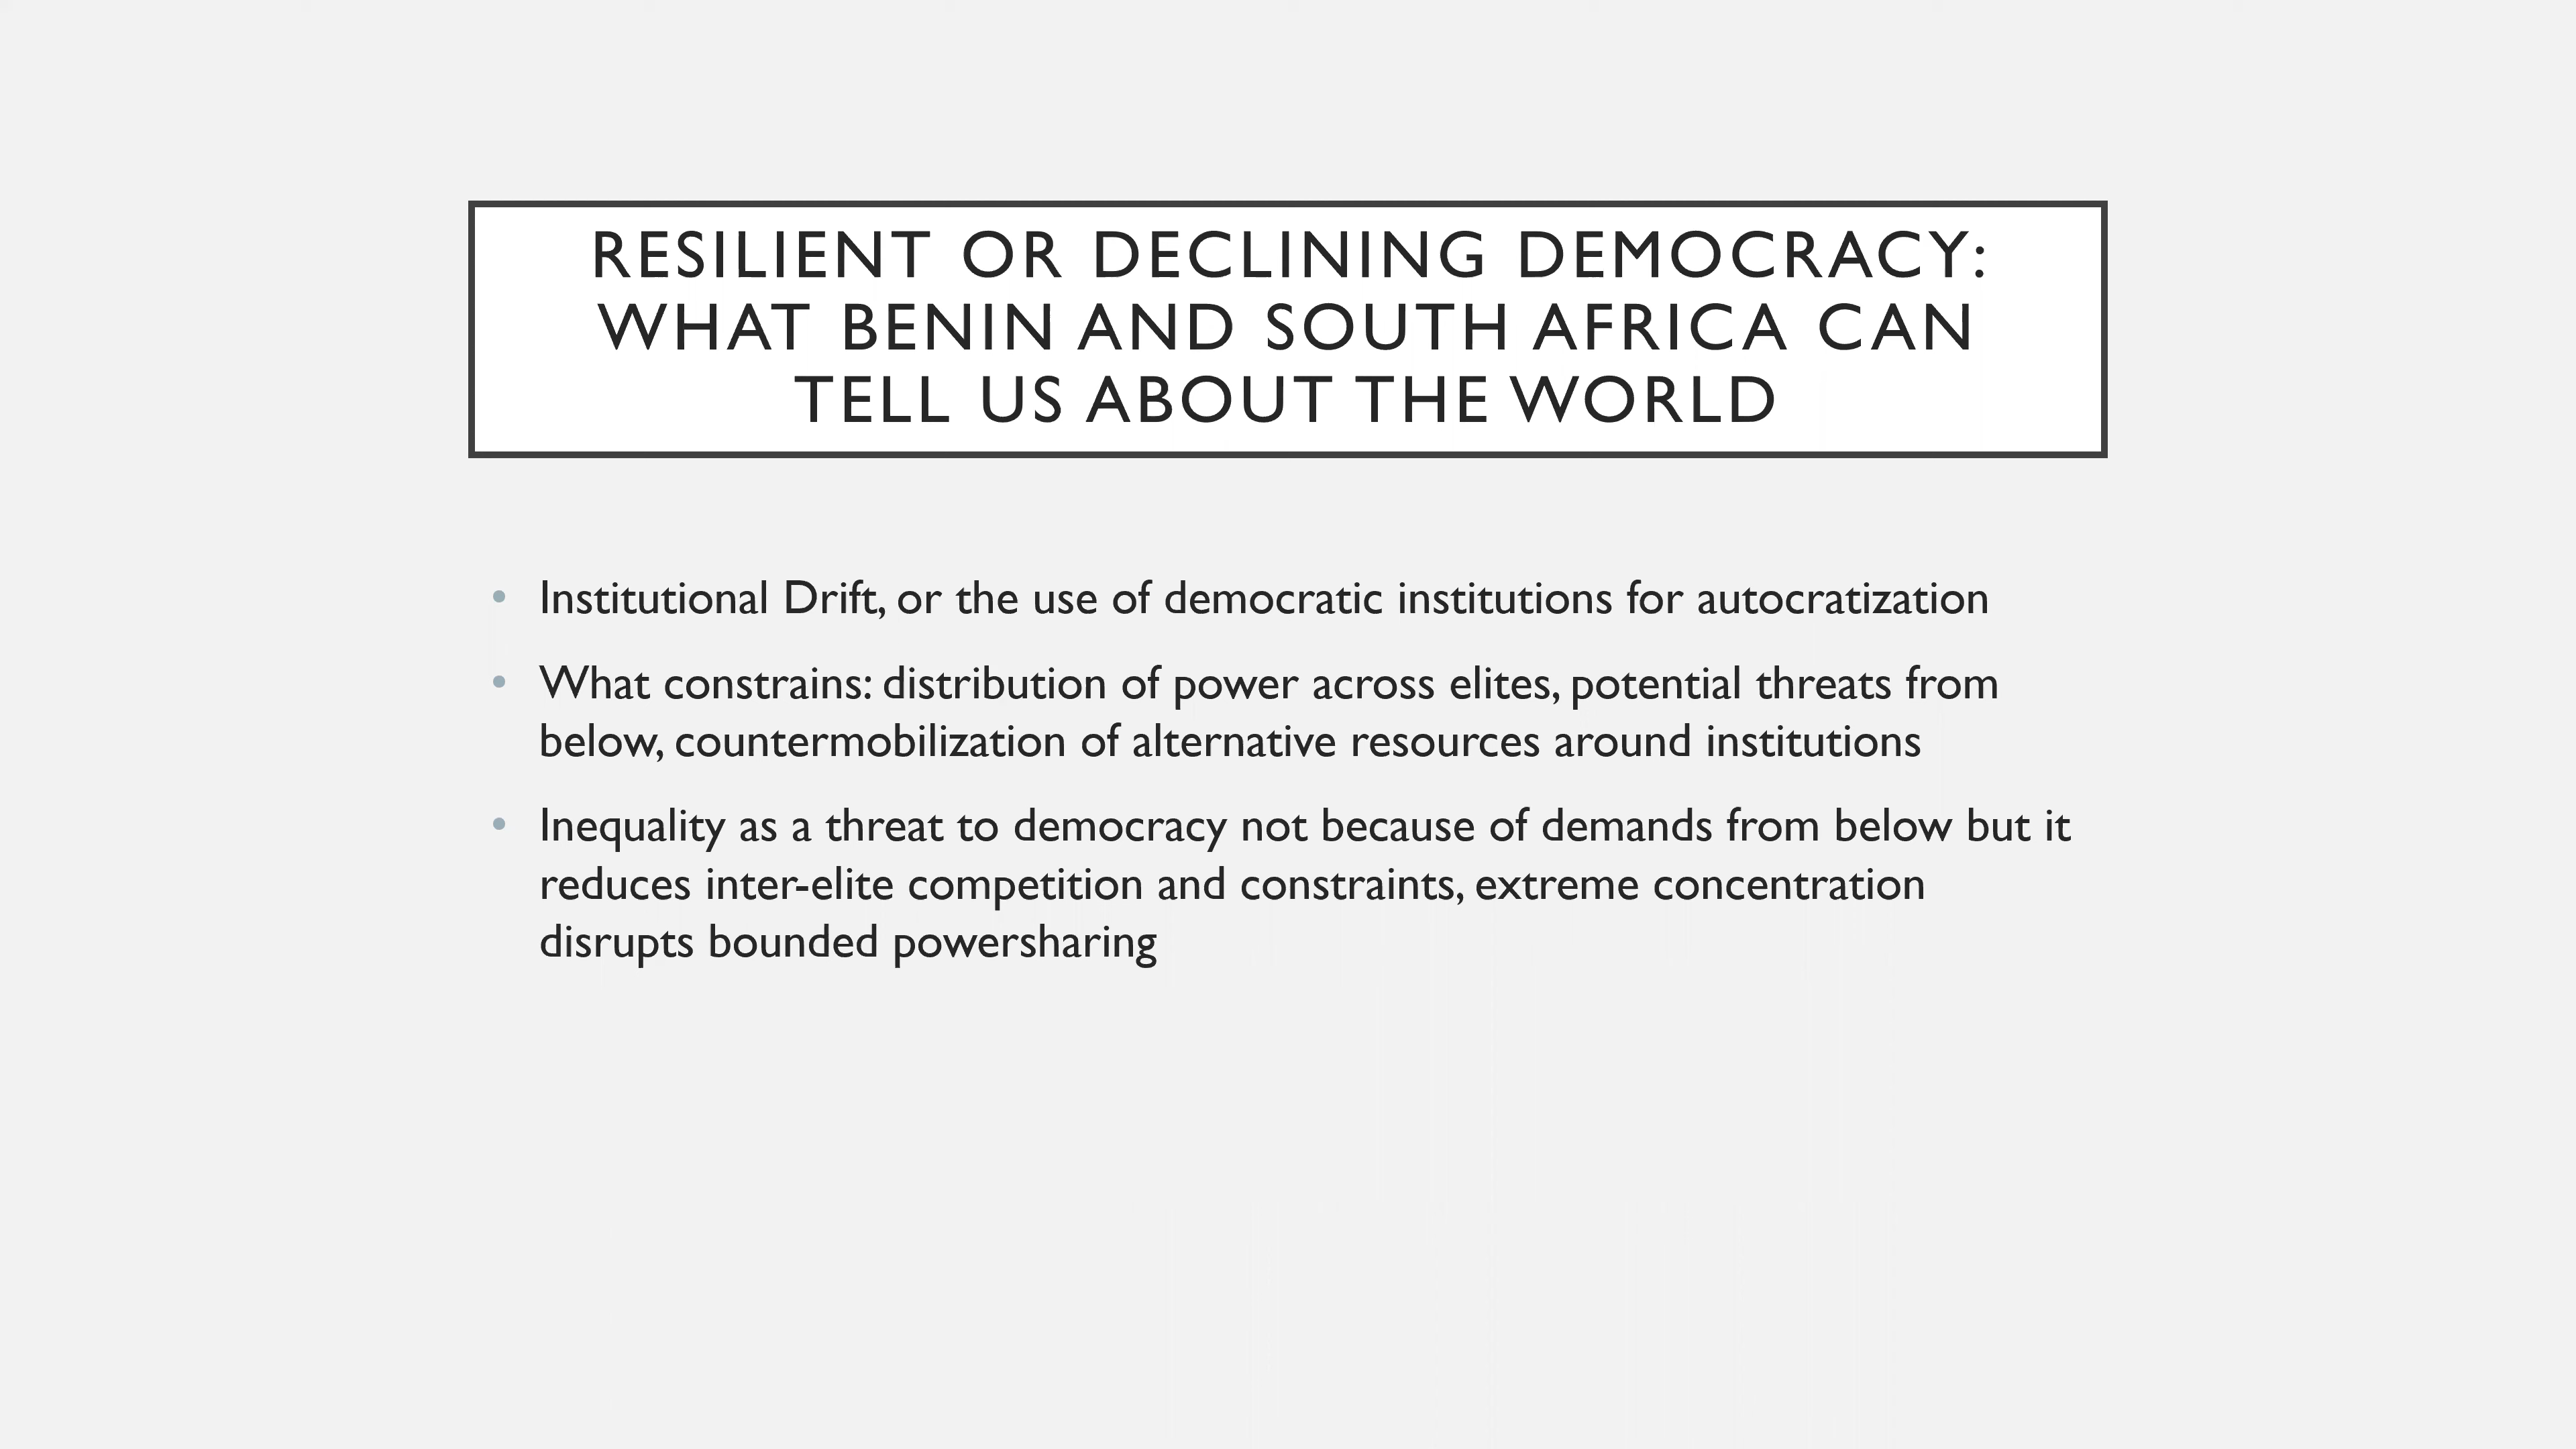 RESILIENT OR DECLINING DEMOCRACY:
WHAT BENIN AND SOUTH AFRICA CAN
TELL US ABOUT THE WORLD
• Institutional Drift, or the use of democratic institutions for autocratization
• What constrains: distribution of power across elites, potential threats from
below, countermobilization of alternative resources around institutions
• Inequality as a threat to democracy not because of demands from below but it
reduces inter-elite competition and constraints, extreme concentration
disrupts bounded powersharing